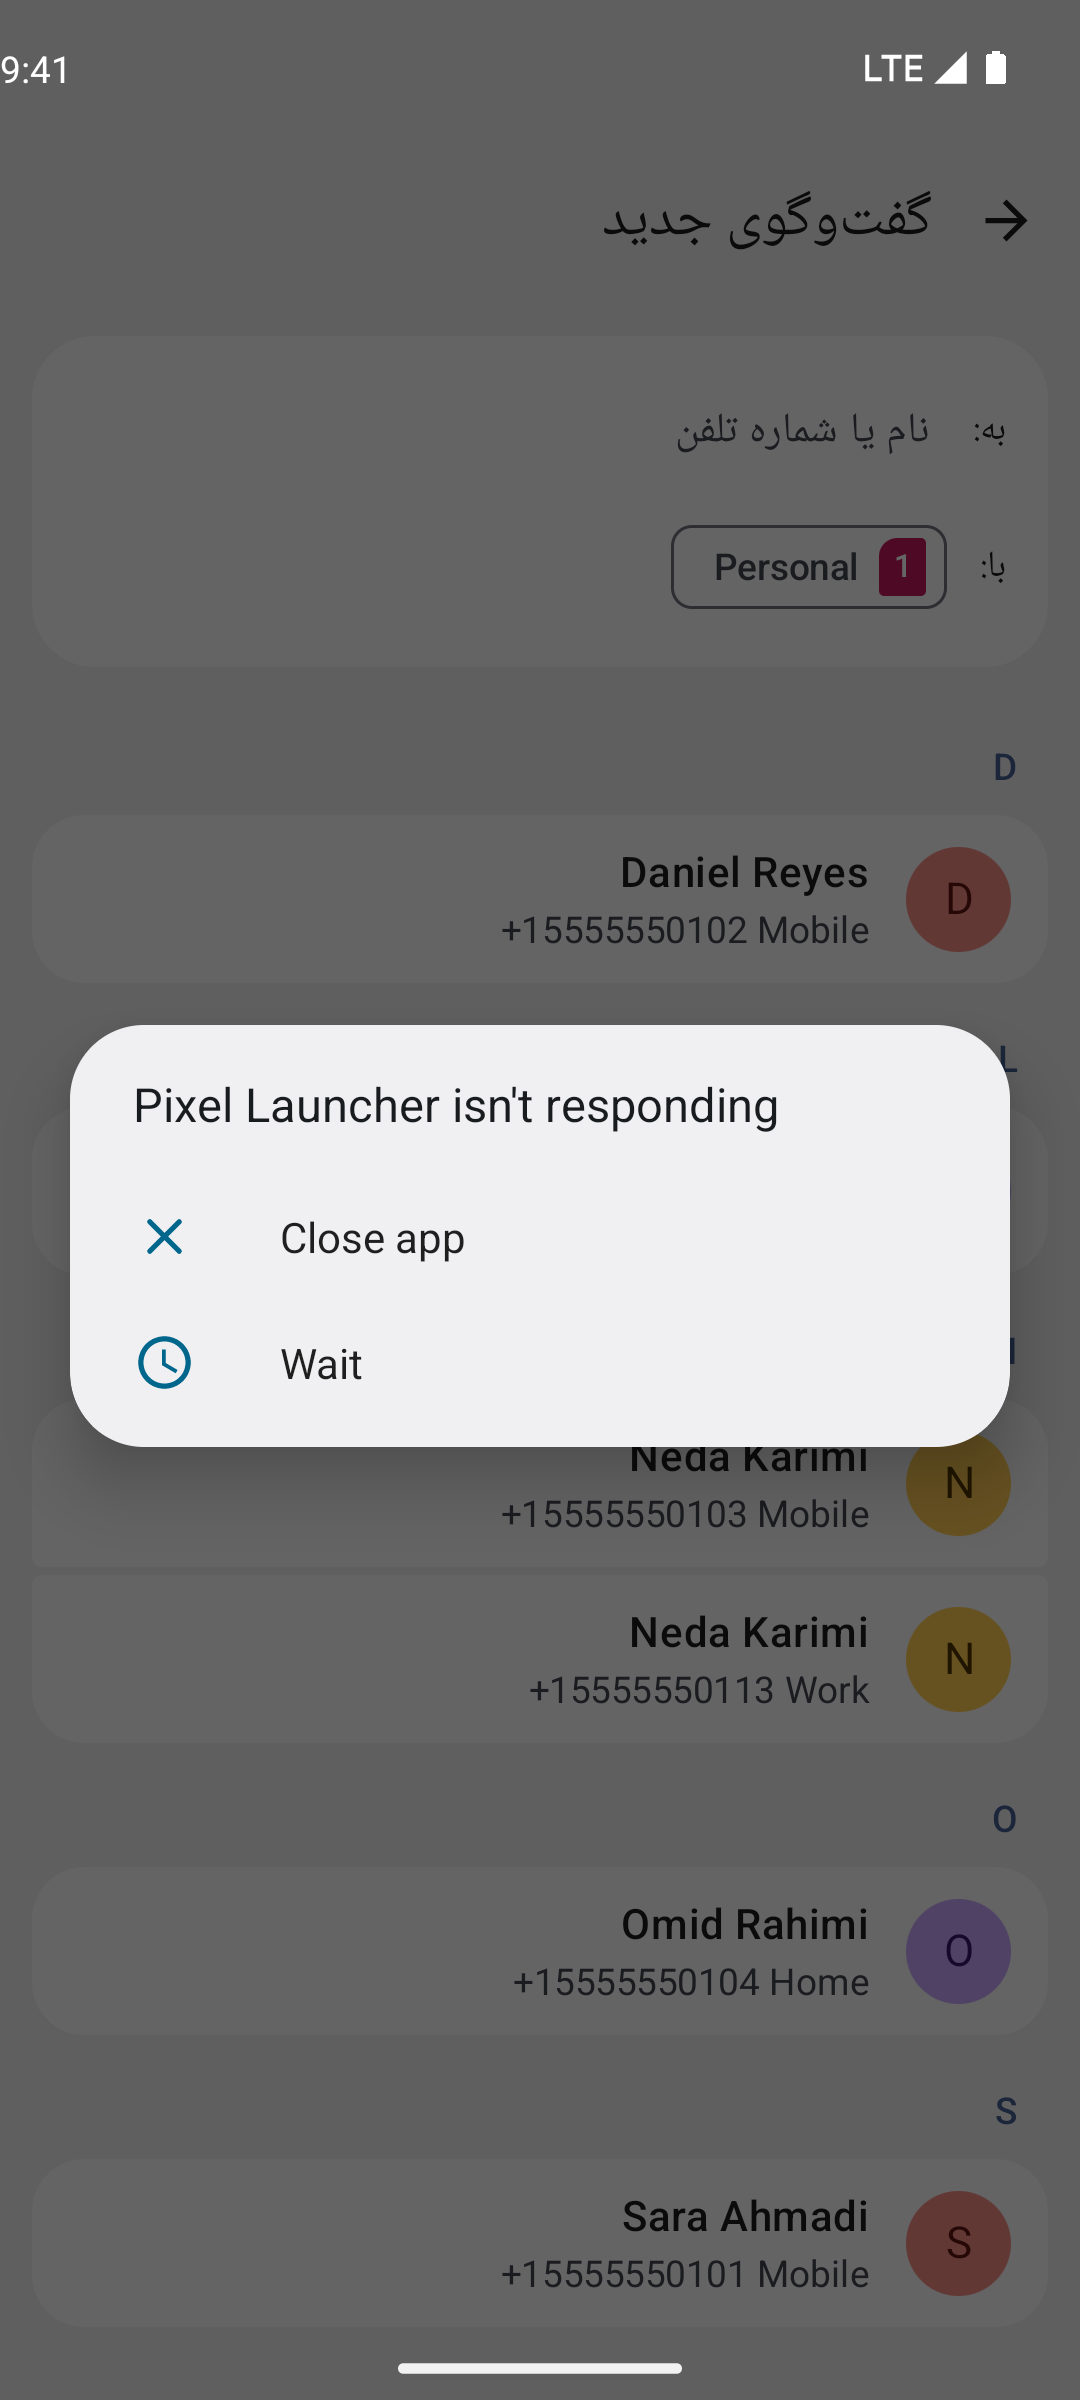 9:41 LTE
گفت‌وگوی جدید
به: نام یا شماره تلفن
با: 1 Personal
D
D Daniel Reyes
+15555550102 Mobile
L
Pixel Launcher isn't responding
Close app
Wait
N Neda Karimi
+15555550103 Mobile
N Neda Karimi
+15555550113 Work
O
O Omid Rahimi
+15555550104 Home
S
S Sara Ahmadi
+15555550101 Mobile